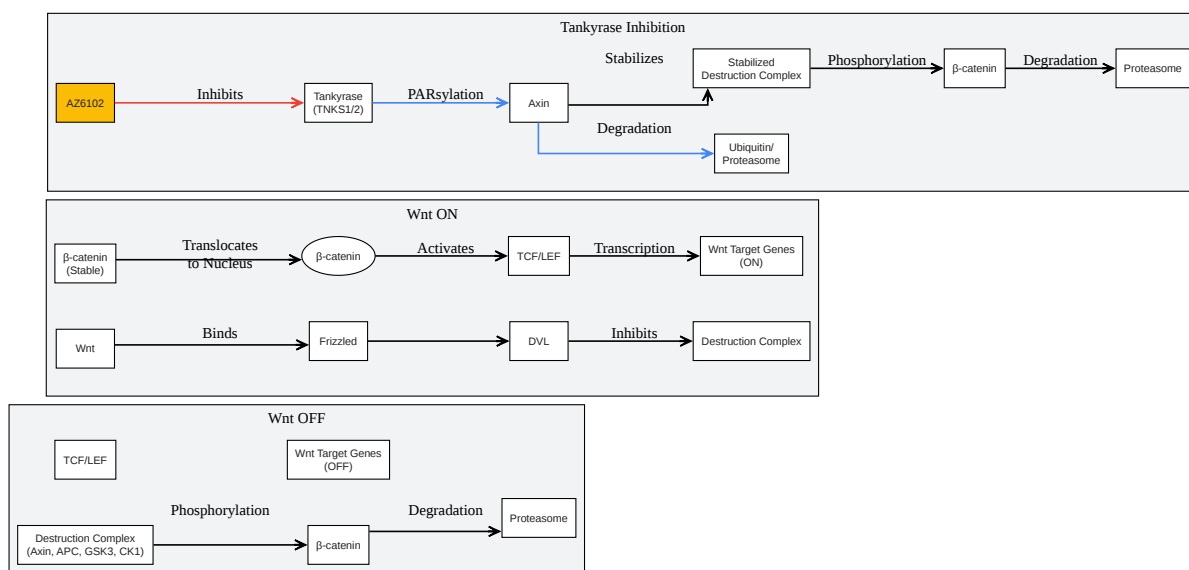 Tankyrase Inhibition
AZ6102
Inhibits
Tankyrase
(TNKS1/2)
PARsylation
Axin
Stabilizes
Stabilized
Destruction Complex
Phosphorylation
β-catenin
Degradation
Proteasome
Degradation
Ubiquitin/
Proteasome
Wnt ON
β-catenin
(Stable)
Translocates
to Nucleus
β-catenin
Activates
TCF/LEF
Transcription
Wnt Target Genes
(ON)
Wnt
Binds
Frizzled
DVL
Inhibits
Destruction Complex
Wnt OFF
TCF/LEF
Wnt Target Genes
(OFF)
Destruction Complex
(Axin, APC, GSK3, CK1)
Phosphorylation
β-catenin
Degradation
Proteasome